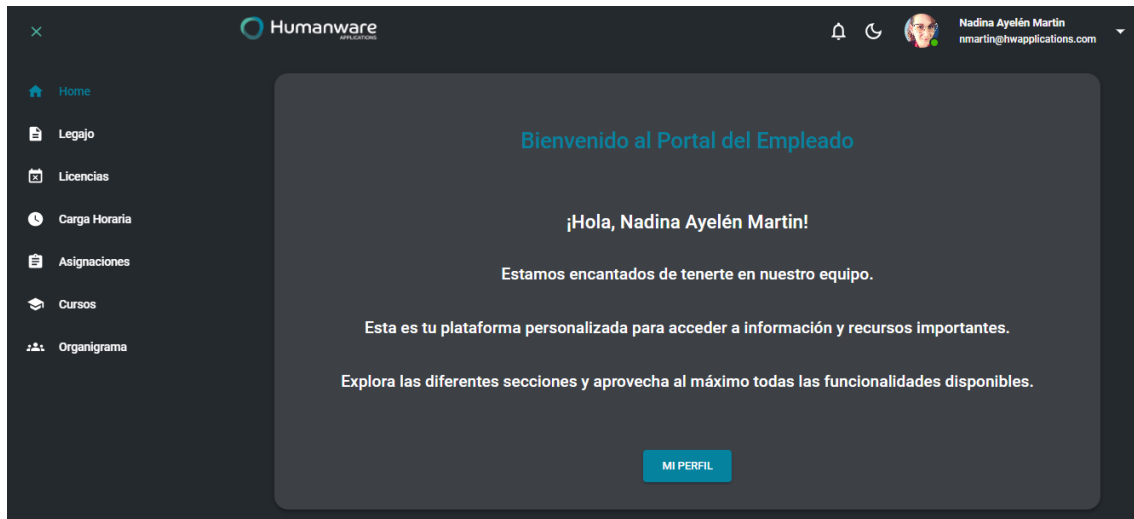 Humanware
APPLICATIONS
Nadina Ayelén Martin
nmartin@hwapplications.com
Home
Legajo
Licencias
Carga Horaria
Asignaciones
Cursos
Organigrama
Bienvenido al Portal del Empleado
¡Hola, Nadina Ayelén Martin!
Estamos encantados de tenerte en nuestro equipo.
Esta es tu plataforma personalizada para acceder a información y recursos importantes.
Explora las diferentes secciones y aprovecha al máximo todas las funcionalidades disponibles.
MI PERFIL